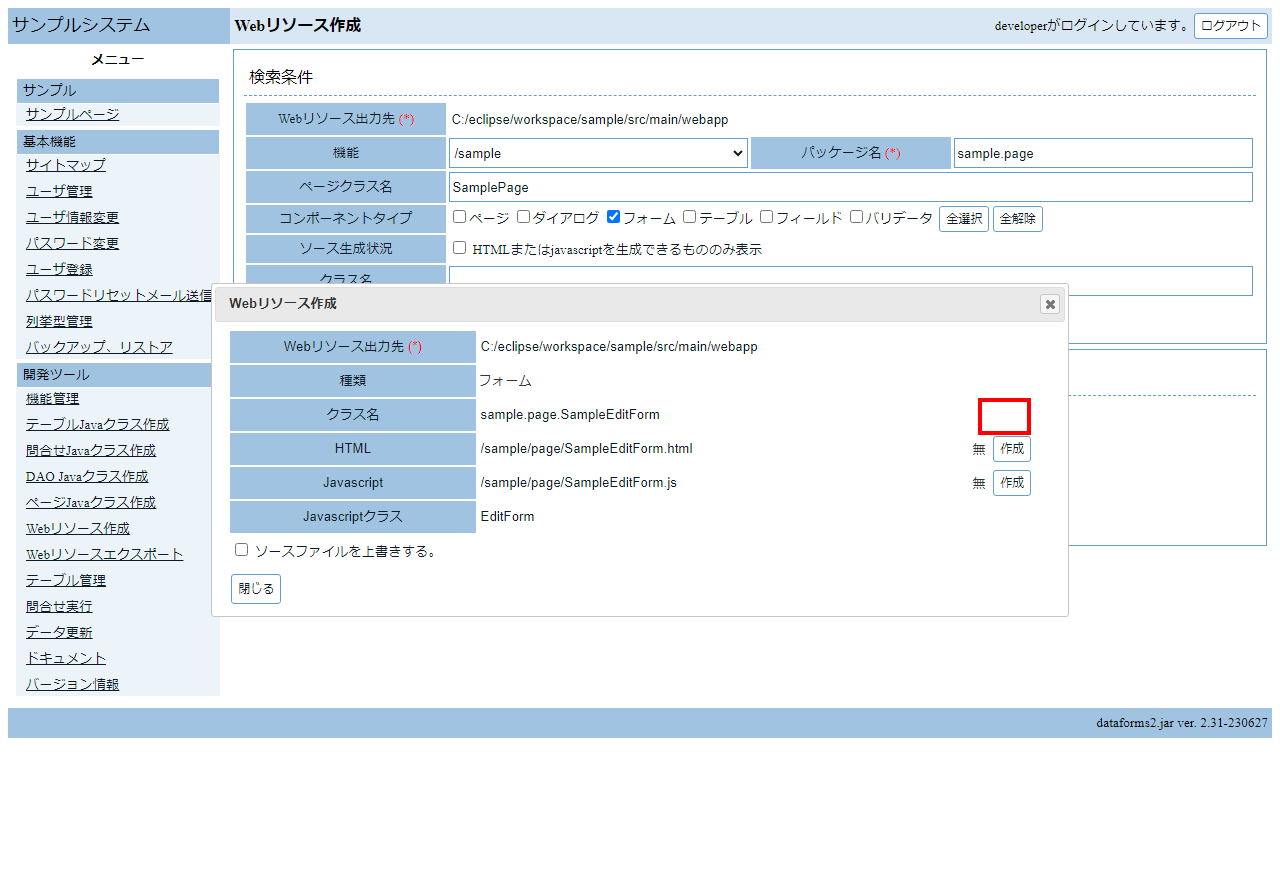 サンプルシステム
Webリソース作成
developerがログインしています。 ログアウト
メニュー
サンプル
サンプルページ
基本機能
サイトマップ
ユーザ管理
ユーザ情報変更
パスワード変更
ユーザ登録
パスワードリセットメール送信
列挙型管理
バックアップ、リストア
開発ツール
機能管理
テーブルJavaクラス作成
問合せJavaクラス作成
DAO Javaクラス作成
ページJavaクラス作成
Webリソース作成
Webリソースエクスポート
テーブル管理
問合せ実行
データ更新
ドキュメント
バージョン情報
検索条件
Webリソース出力先 (*) C:/eclipse/workspace/sample/src/main/webapp
機能 /sample パッケージ名 (*) sample.page
ページクラス名 SamplePage
コンポーネントタイプ ページ ダイアログ フォーム テーブル フィールド バリデータ 全選択 全解除
ソース生成状況 HTMLまたはjavascriptを生成できるもののみ表示
クラス名
Webリソース作成
Webリソース出力先 (*) C:/eclipse/workspace/sample/src/main/webapp
種類 フォーム
クラス名 sample.page.SampleEditForm
HTML /sample/page/SampleEditForm.html 無 作成
Javascript /sample/page/SampleEditForm.js 無 作成
Javascriptクラス EditForm
ソースファイルを上書きする。
閉じる
dataforms2.jar ver. 2.31-230627